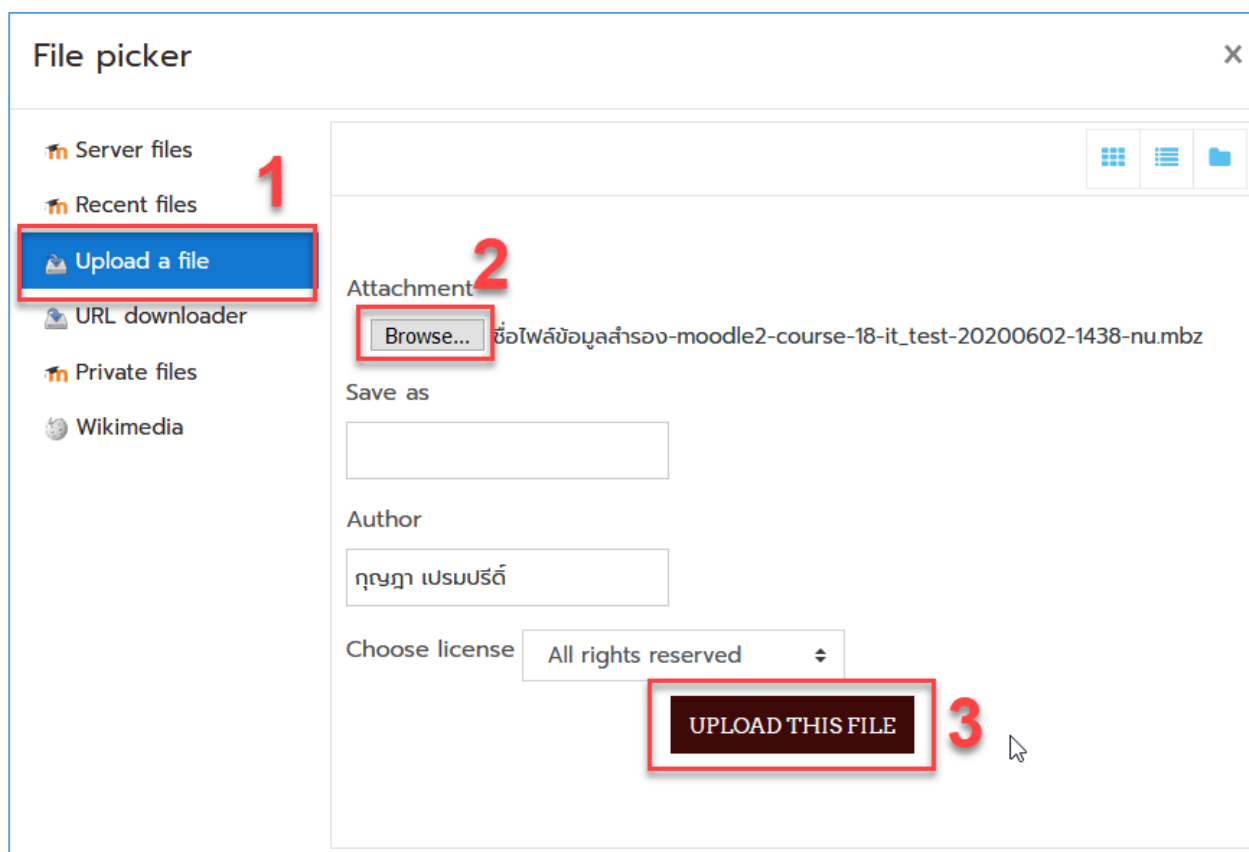 File picker
×
Server files
1
Recent files
Upload a file
2
Attachment
URL downloader
Browse... ชื่อไฟล์ข้อมูลสำรอง-moodle2-course-18-it_test-20200602-1438-nu.mbz
Private files
Save as
Wikimedia
Author
กุญฎา เปรมปรีดิ์
Choose license All rights reserved
UPLOAD THIS FILE 3